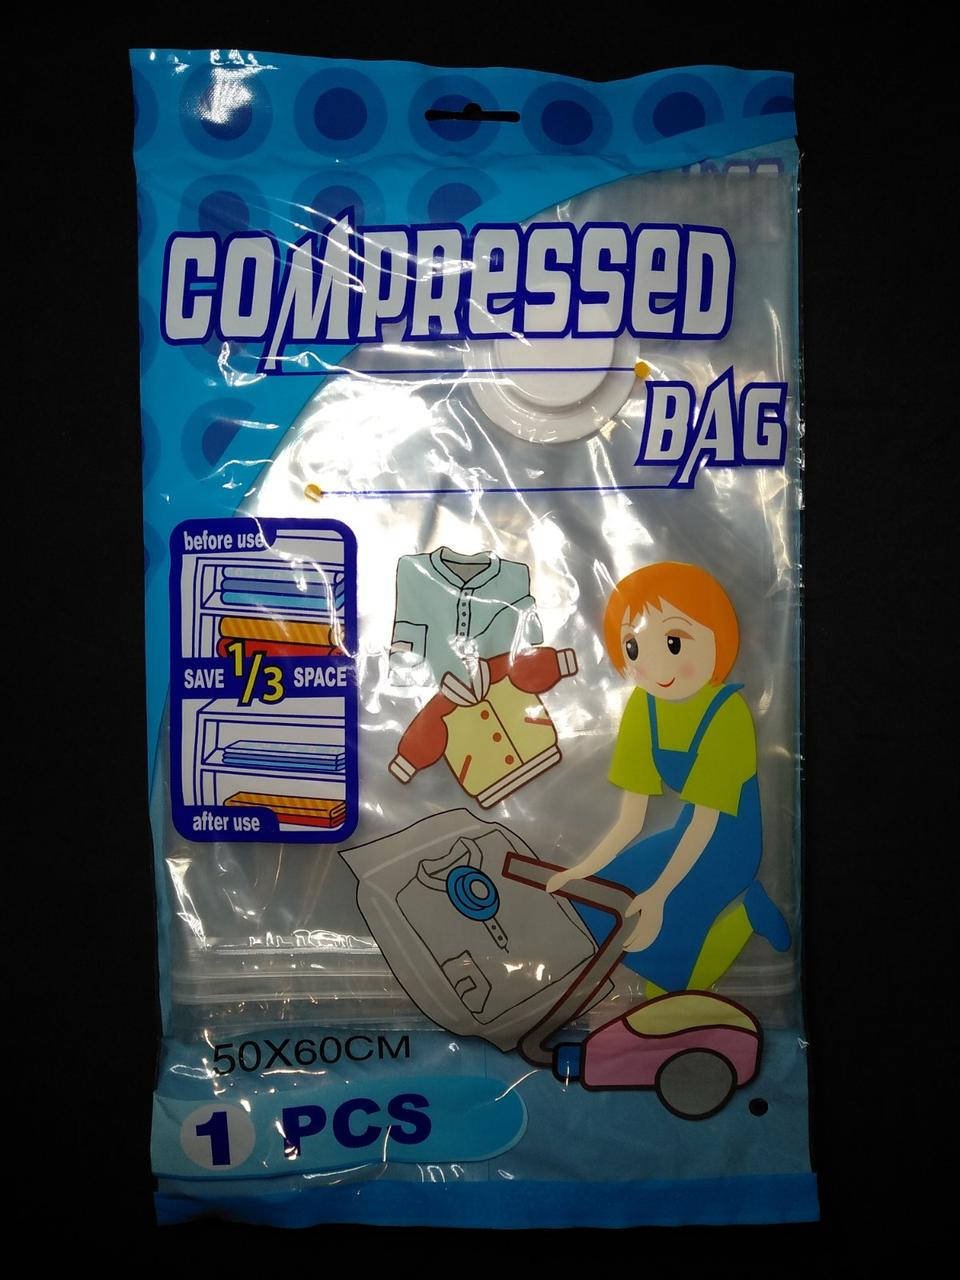 COMPRESSED
BAG
before use
SAVE 1/3 SPACE
after use
50X60CM
1 PCS